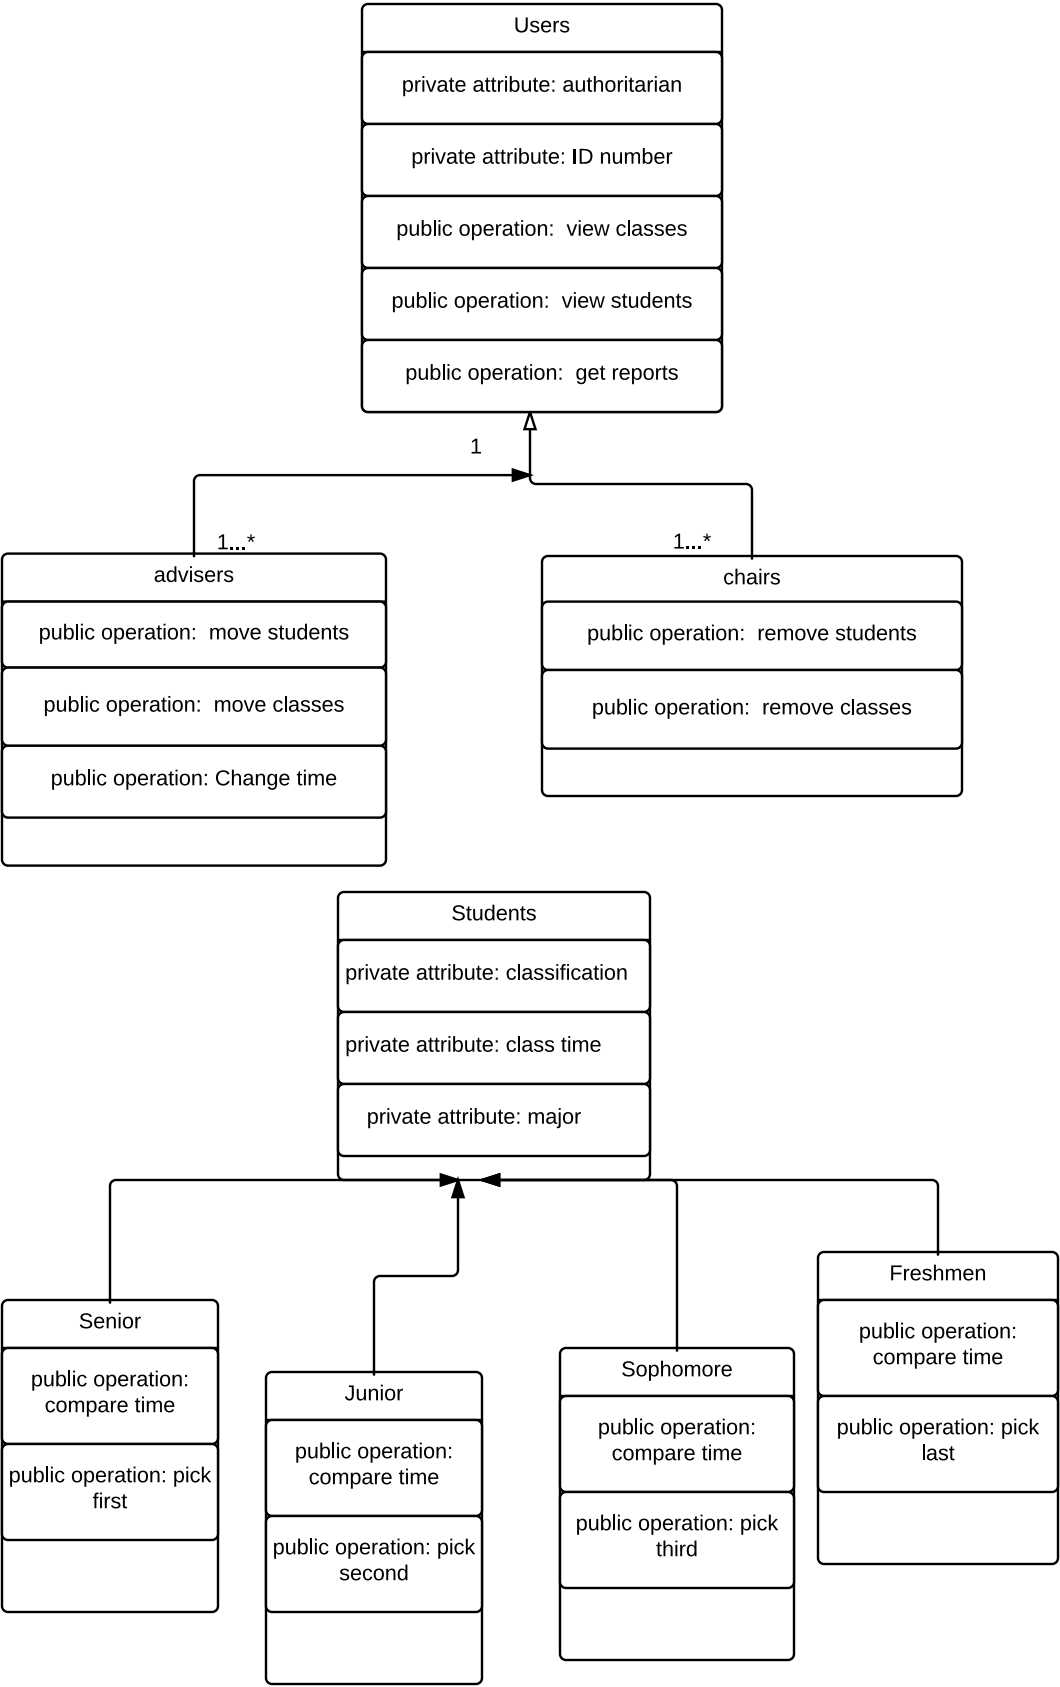 Users
private attribute: authoritarian
private attribute: ID number
public operation:  view classes
public operation:  view students
public operation:  get reports
1
1...*
1...*
advisers
public operation:  move students
public operation:  move classes
public operation: Change time
chairs
public operation:  remove students
public operation:  remove classes
Students
private attribute: classification
private attribute: class time
private attribute: major
Senior
public operation:
compare time
public operation: pick
first
Junior
public operation:
compare time
public operation: pick
second
Sophomore
public operation:
compare time
public operation: pick
third
Freshmen
public operation:
compare time
public operation: pick
last